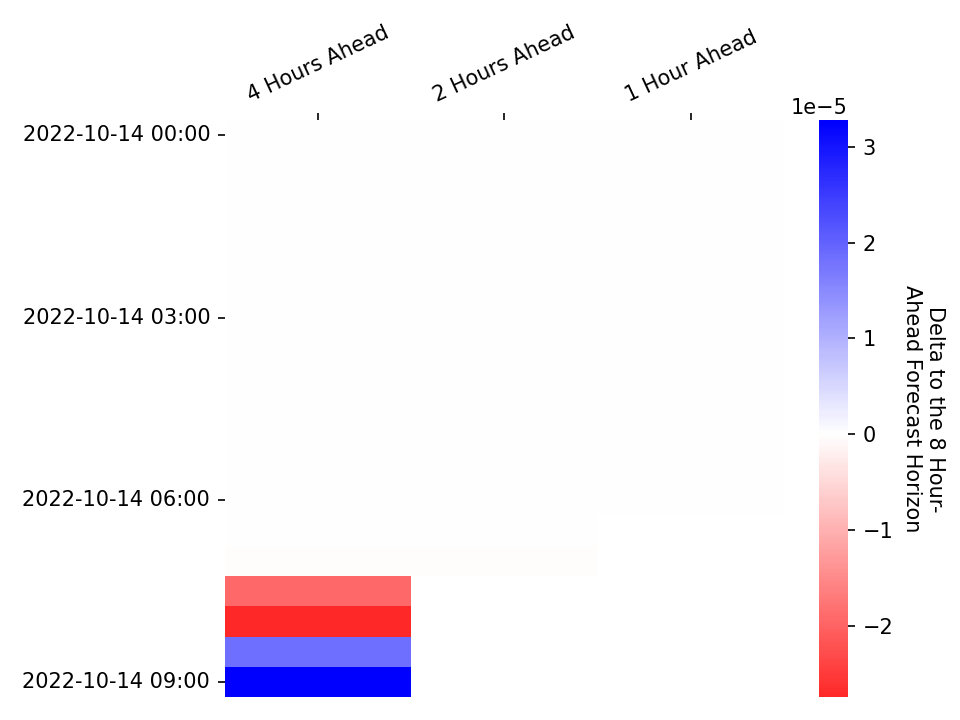 4 Hours Ahead
2 Hours Ahead
1 Hour Ahead
1e−5
2022-10-14 00:00
2022-10-14 03:00
2022-10-14 06:00
2022-10-14 09:00
3
2
1
0
−1
−2
Delta to the 8 Hour-
Ahead Forecast Horizon